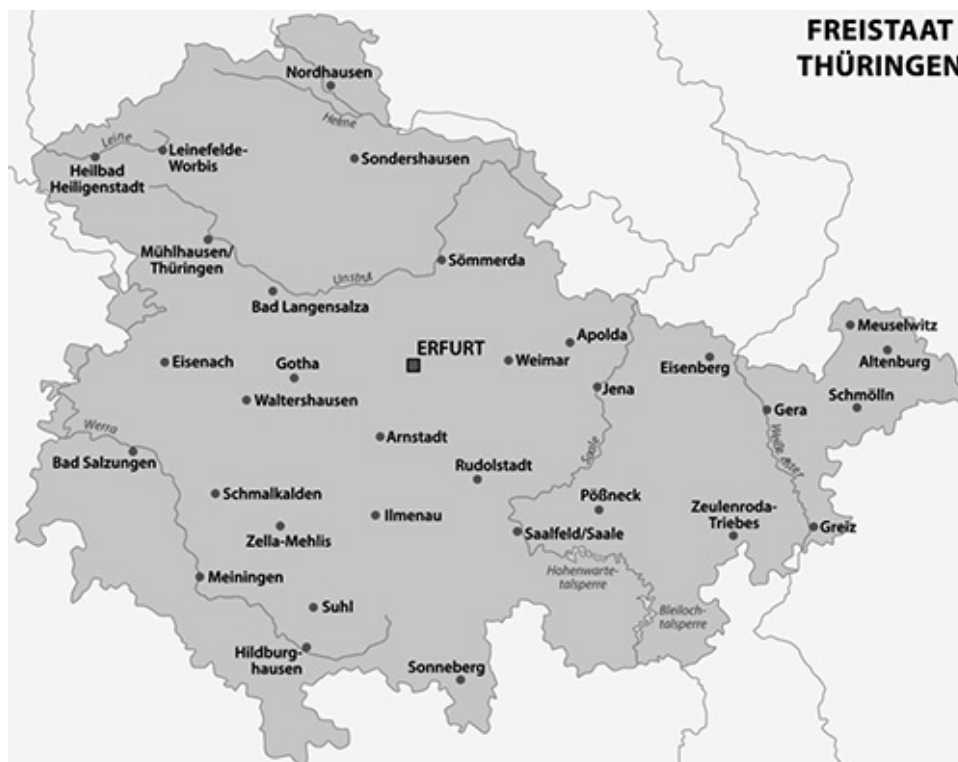 FREISTAAT
THÜRINGEN
Nordhausen
Helme
Leine
Leinefelde-
Worbis
Sondershausen
Heilbad
Heiligenstadt
Mühlhausen/
Thüringen
Sömmerda
Unstrut
Bad Langensalza
Meuselwitz
Apolda
ERFURT
Altenburg
Eisenach
Gotha
Weimar
Eisenberg
Jena
Waltershausen
Schmölln
Gera
Werra
Arnstadt
Saale
Weiße Elster
Bad Salzungen
Rudolstadt
Schmalkalden
Pößneck
Zeulenroda-
Triebes
Ilmenau
Greiz
Saalfeld/Saale
Zella-Mehlis
Hohenwarte-
talsperre
Meiningen
Suhl
Bleiloch-
talsperre
Hildburg-
hausen
Sonneberg